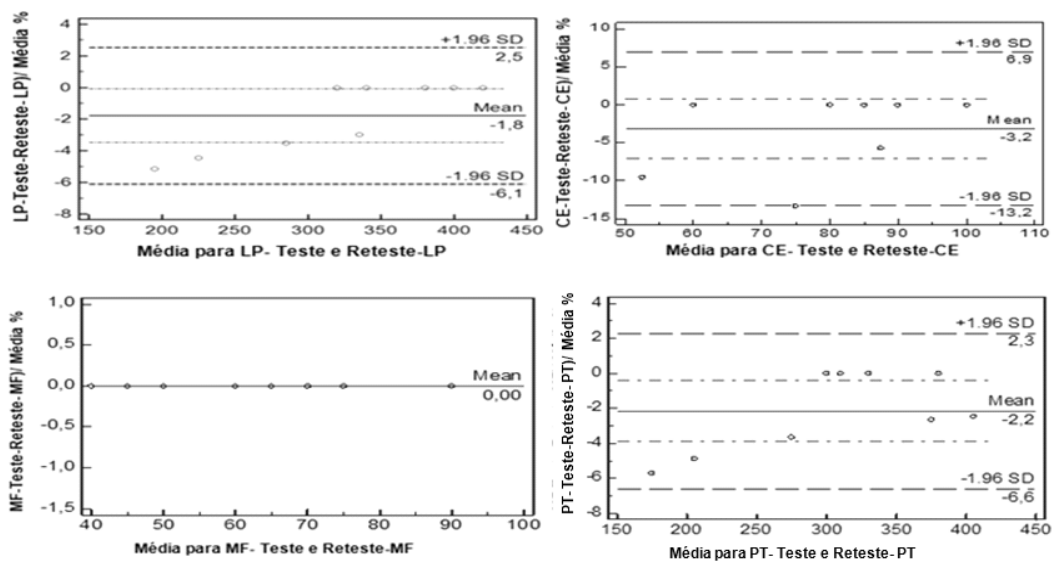 LP-Teste-Reteste-LP)/ Média %
4
2
0
-2
-4
-6
-8
+1.96 SD
2,5
Mean
-1,8
-1.96 SD
-6,1
150 200 250 300 350 400 450
Média para LP- Teste e Reteste-LP
CE-Teste-Reteste-CE)/ Média %
10
5
0
-5
-10
-15
+1.96 SD
6,9
Mean
-3,2
-1.96 SD
-13,2
50 60 70 80 90 100 110
Média para CE- Teste e Reteste-CE
MF-Teste-Reteste-MF)/ Média %
1,0
0,5
0,0
-0,5
-1,0
-1,5
Mean
0,00
40 50 60 70 80 90 100
Média para MF- Teste e Reteste-MF
PT- Teste-Reteste-PT)/ Média %
4
2
0
-2
-4
-6
-8
+1.96 SD
2,3
Mean
-2,2
-1.96 SD
-6,6
150 200 250 300 350 400 450
Média para PT- Teste e Reteste- PT